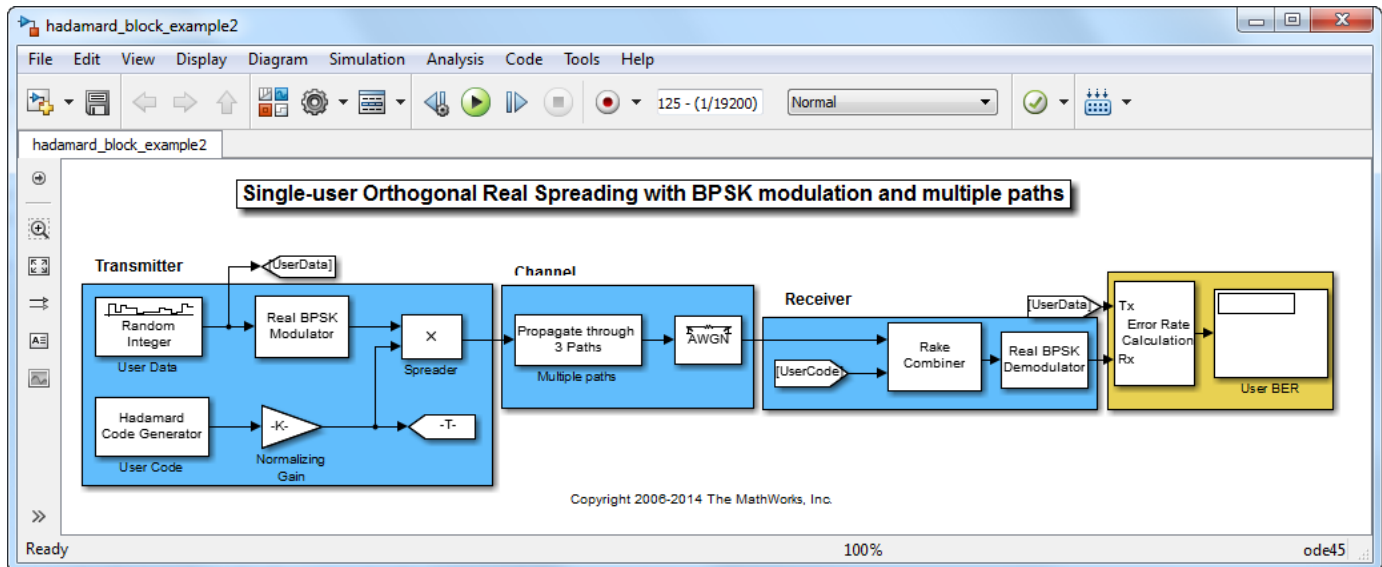 hadamard_block_example2
File Edit View Display Diagram Simulation Analysis Code Tools Help
125 - (1/19200) Normal
hadamard_block_example2
Single-user Orthogonal Real Spreading with BPSK modulation and multiple paths
Transmitter
[UserData]
Random
Integer
User Data
Real BPSK
Modulator
×
Spreader
Hadamard
Code Generator
User Code
-K-
Normalizing
Gain
-T-
Channel
Propagate through
3 Paths
Multiple paths
AWGN
Receiver
[UserCode]
Rake
Combiner
Real BPSK
Demodulator
[UserData]
Tx
Error Rate
Calculation
Rx
User BER
Copyright 2006-2014 The MathWorks, Inc.
Ready 100% ode45